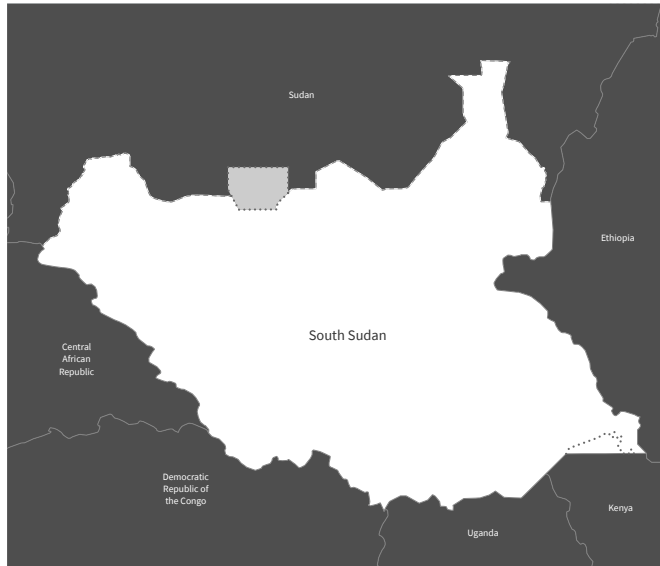 Sudan
Ethiopia
South Sudan
Central
African
Republic
Democratic
Republic of
the Congo
Kenya
Uganda